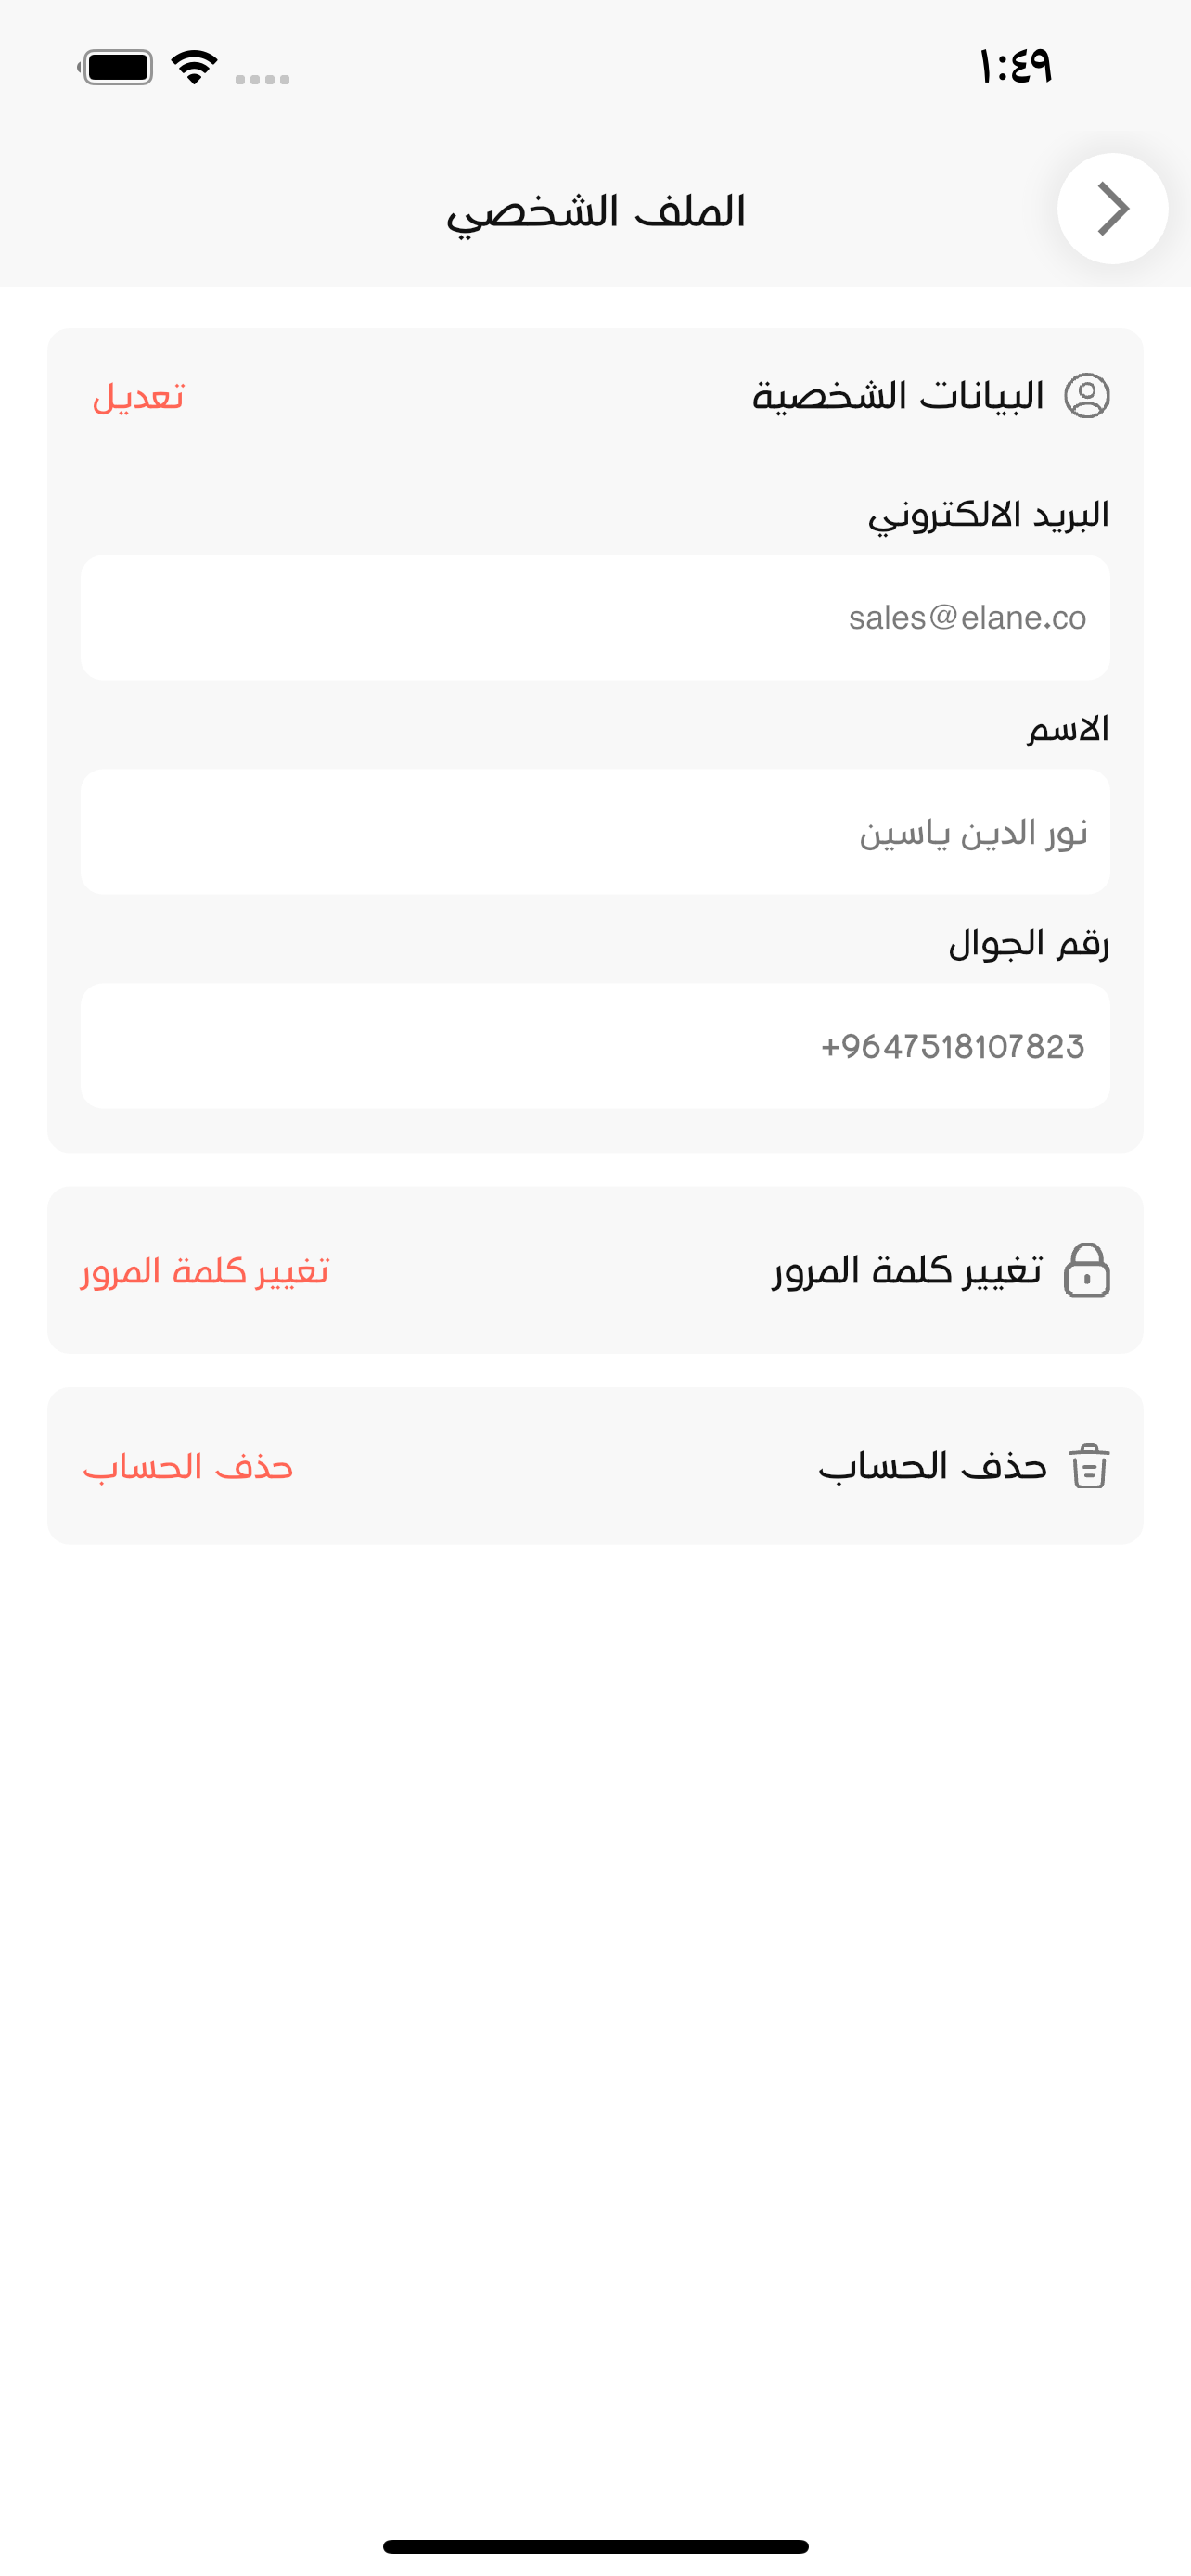 ١:٤٩
الملف الشخصي
البيانات الشخصية
تعديل
البريد الالكتروني
sales@elane.co
الاسم
نور الدين ياسين
رقم الجوال
+9647518107823
تغيير كلمة المرور
تغيير كلمة المرور
حذف الحساب
حذف الحساب